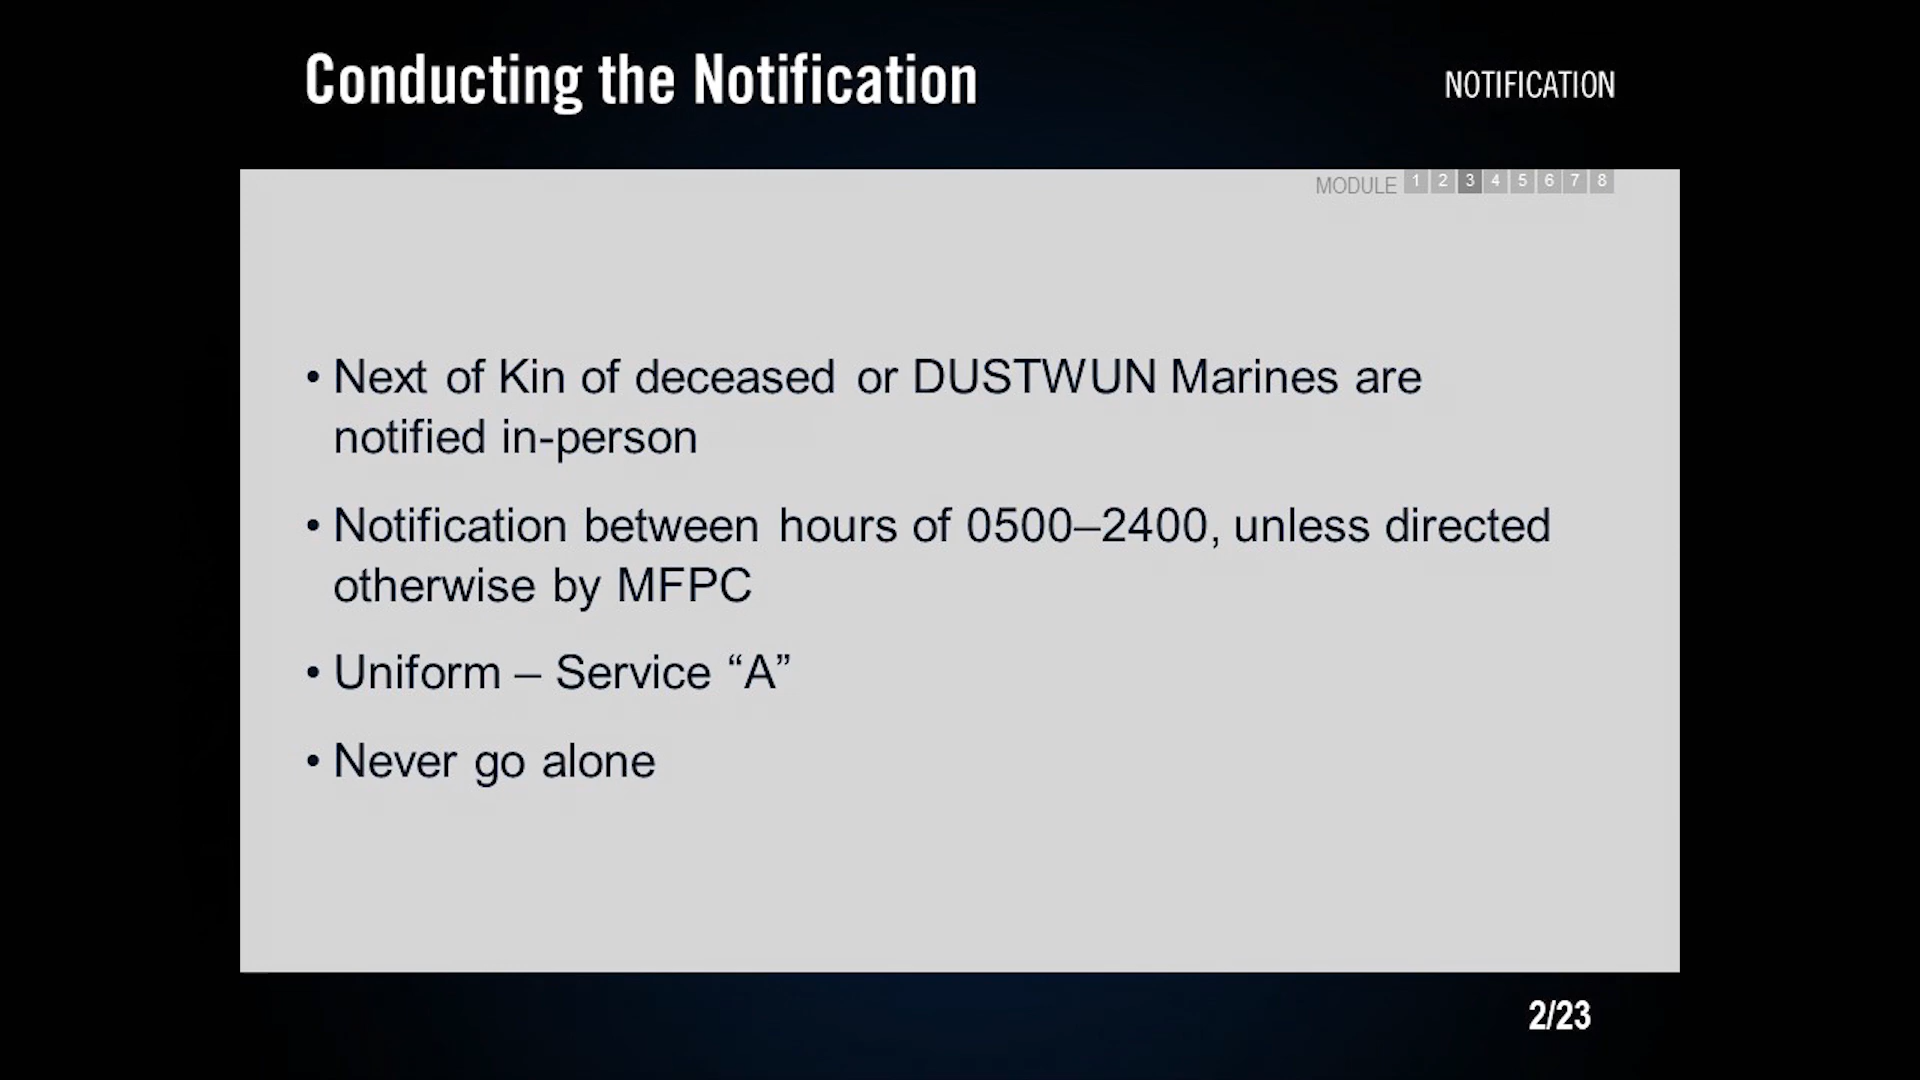 Conducting the Notification
NOTIFICATION
MODULE 1 2 3 4 5 6 7 8
• Next of Kin of deceased or DUSTWUN Marines are
notified in-person
• Notification between hours of 0500–2400, unless directed
otherwise by MFPC
• Uniform – Service “A”
• Never go alone
2/23